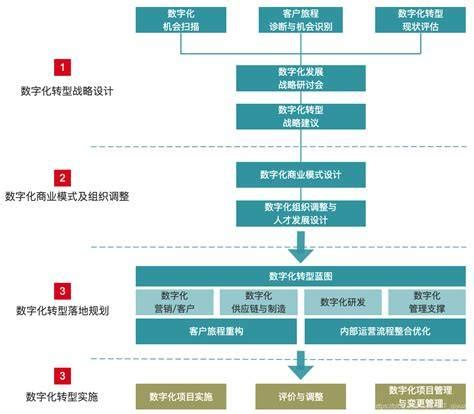 数字化
机会扫描
客户旅程
诊断与机会识别
数字化转型
现状评估
1
数字化转型战略设计
数字化发展
战略研讨会
数字化转型
战略建议
2
数字化商业模式及组织调整
数字化商业模式设计
数字化组织调整与
人才发展设计
3
数字化转型落地规划
数字化转型蓝图
数字化
营销/客户
数字化
供应链与制造
数字化研发
数字化
管理支撑
客户旅程重构
内部运营流程整合优化
3
数字化转型实施
数字化项目实施
评价与调整
数字化项目管理
与变更管理